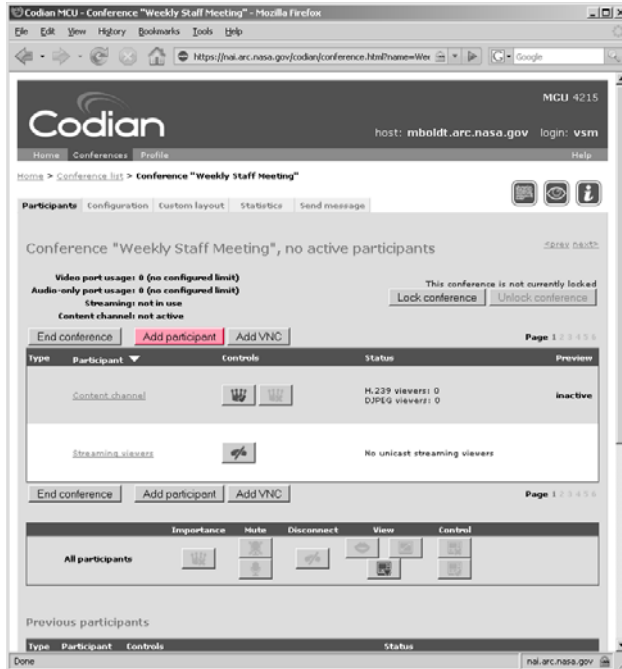 Codian MCU - Conference "Weekly Staff Meeting" - Mozilla Firefox
File Edit View History Bookmarks Tools Help
https://nai.arc.nasa.gov/codian/conference.html?name=Wee
Google
MCU 4215
Codian
host: mboldt.arc.nasa.gov login: vsm
Home Conferences Profile Help
Home > Conference list > Conference "Weekly Staff Meeting"
Participants Configuration Custom layout Statistics Send message
Conference "Weekly Staff Meeting", no active participants
<prev next>
Video port usage: 0 (no configured limit)
Audio-only port usage: 0 (no configured limit)
Streaming: not in use
Content channel: not active
This conference is not currently locked
Lock conference Unlock conference
End conference Add participant Add VNC Page 1 2 3 4 5 6
Type Participant Controls Status Preview
Content channel
H.239 viewers: 0
DJPEG viewers: 0
inactive
Streaming viewers No unicast streaming viewers
End conference Add participant Add VNC Page 1 2 3 4 5 6
Importance Mute Disconnect View Control
All participants
Previous participants
Type Participant Controls Status
Done nai.arc.nasa.gov